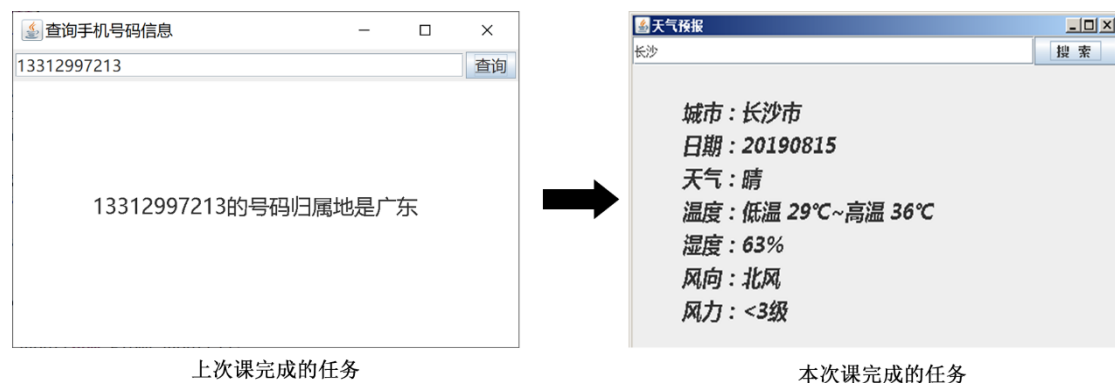 查询手机号码信息
13312997213
查询
13312997213的号码归属地是广东
上次课完成的任务
天气预报
长沙
搜 索
城市：长沙市
日期：20190815
天气：晴
温度：低温 29℃~高温 36℃
湿度：63%
风向：北风
风力：<3级
本次课完成的任务